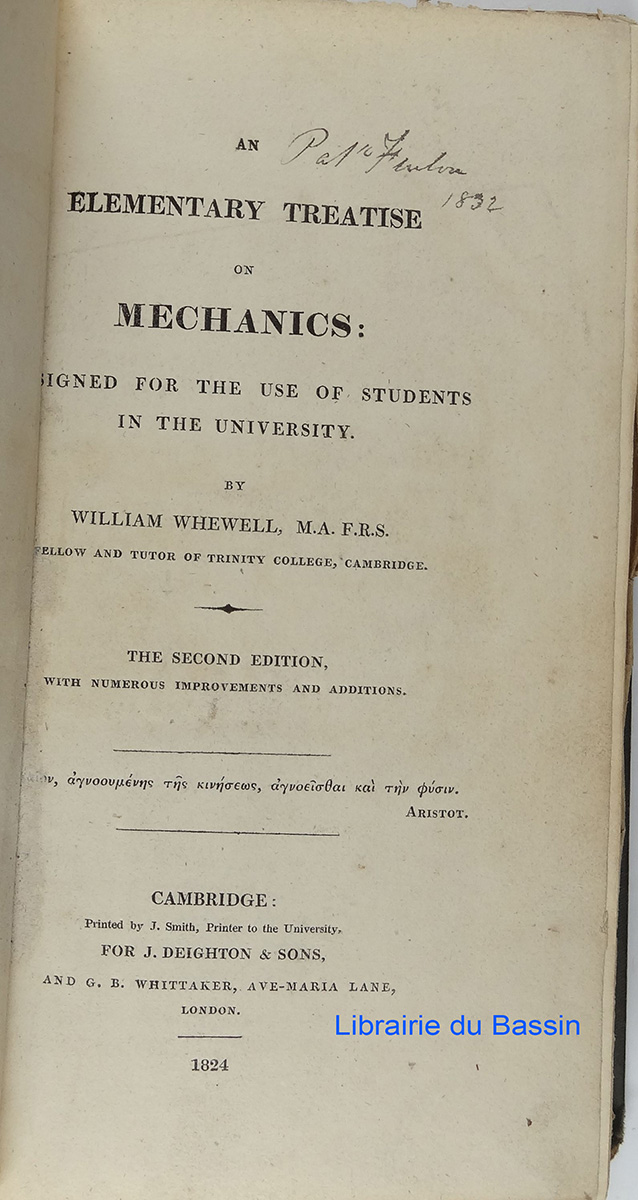 AN
Patk Fenlon
1832
ELEMENTARY TREATISE
ON
MECHANICS:
SIGNED FOR THE USE OF STUDENTS
IN THE UNIVERSITY.
BY
WILLIAM WHEWELL, M.A. F.R.S.
FELLOW AND TUTOR OF TRINITY COLLEGE, CAMBRIDGE.
THE SECOND EDITION,
WITH NUMEROUS IMPROVEMENTS AND ADDITIONS.
ἀγνοουμένης τῆς κινήσεως, ἀγνοεῖσθαι καὶ τὴν φύσιν.
ARISTOT.
CAMBRIDGE:
Printed by J. Smith, Printer to the University,
FOR J. DEIGHTON & SONS,
AND G. B. WHITTAKER, AVE-MARIA LANE,
LONDON.
Librairie du Bassin
1824